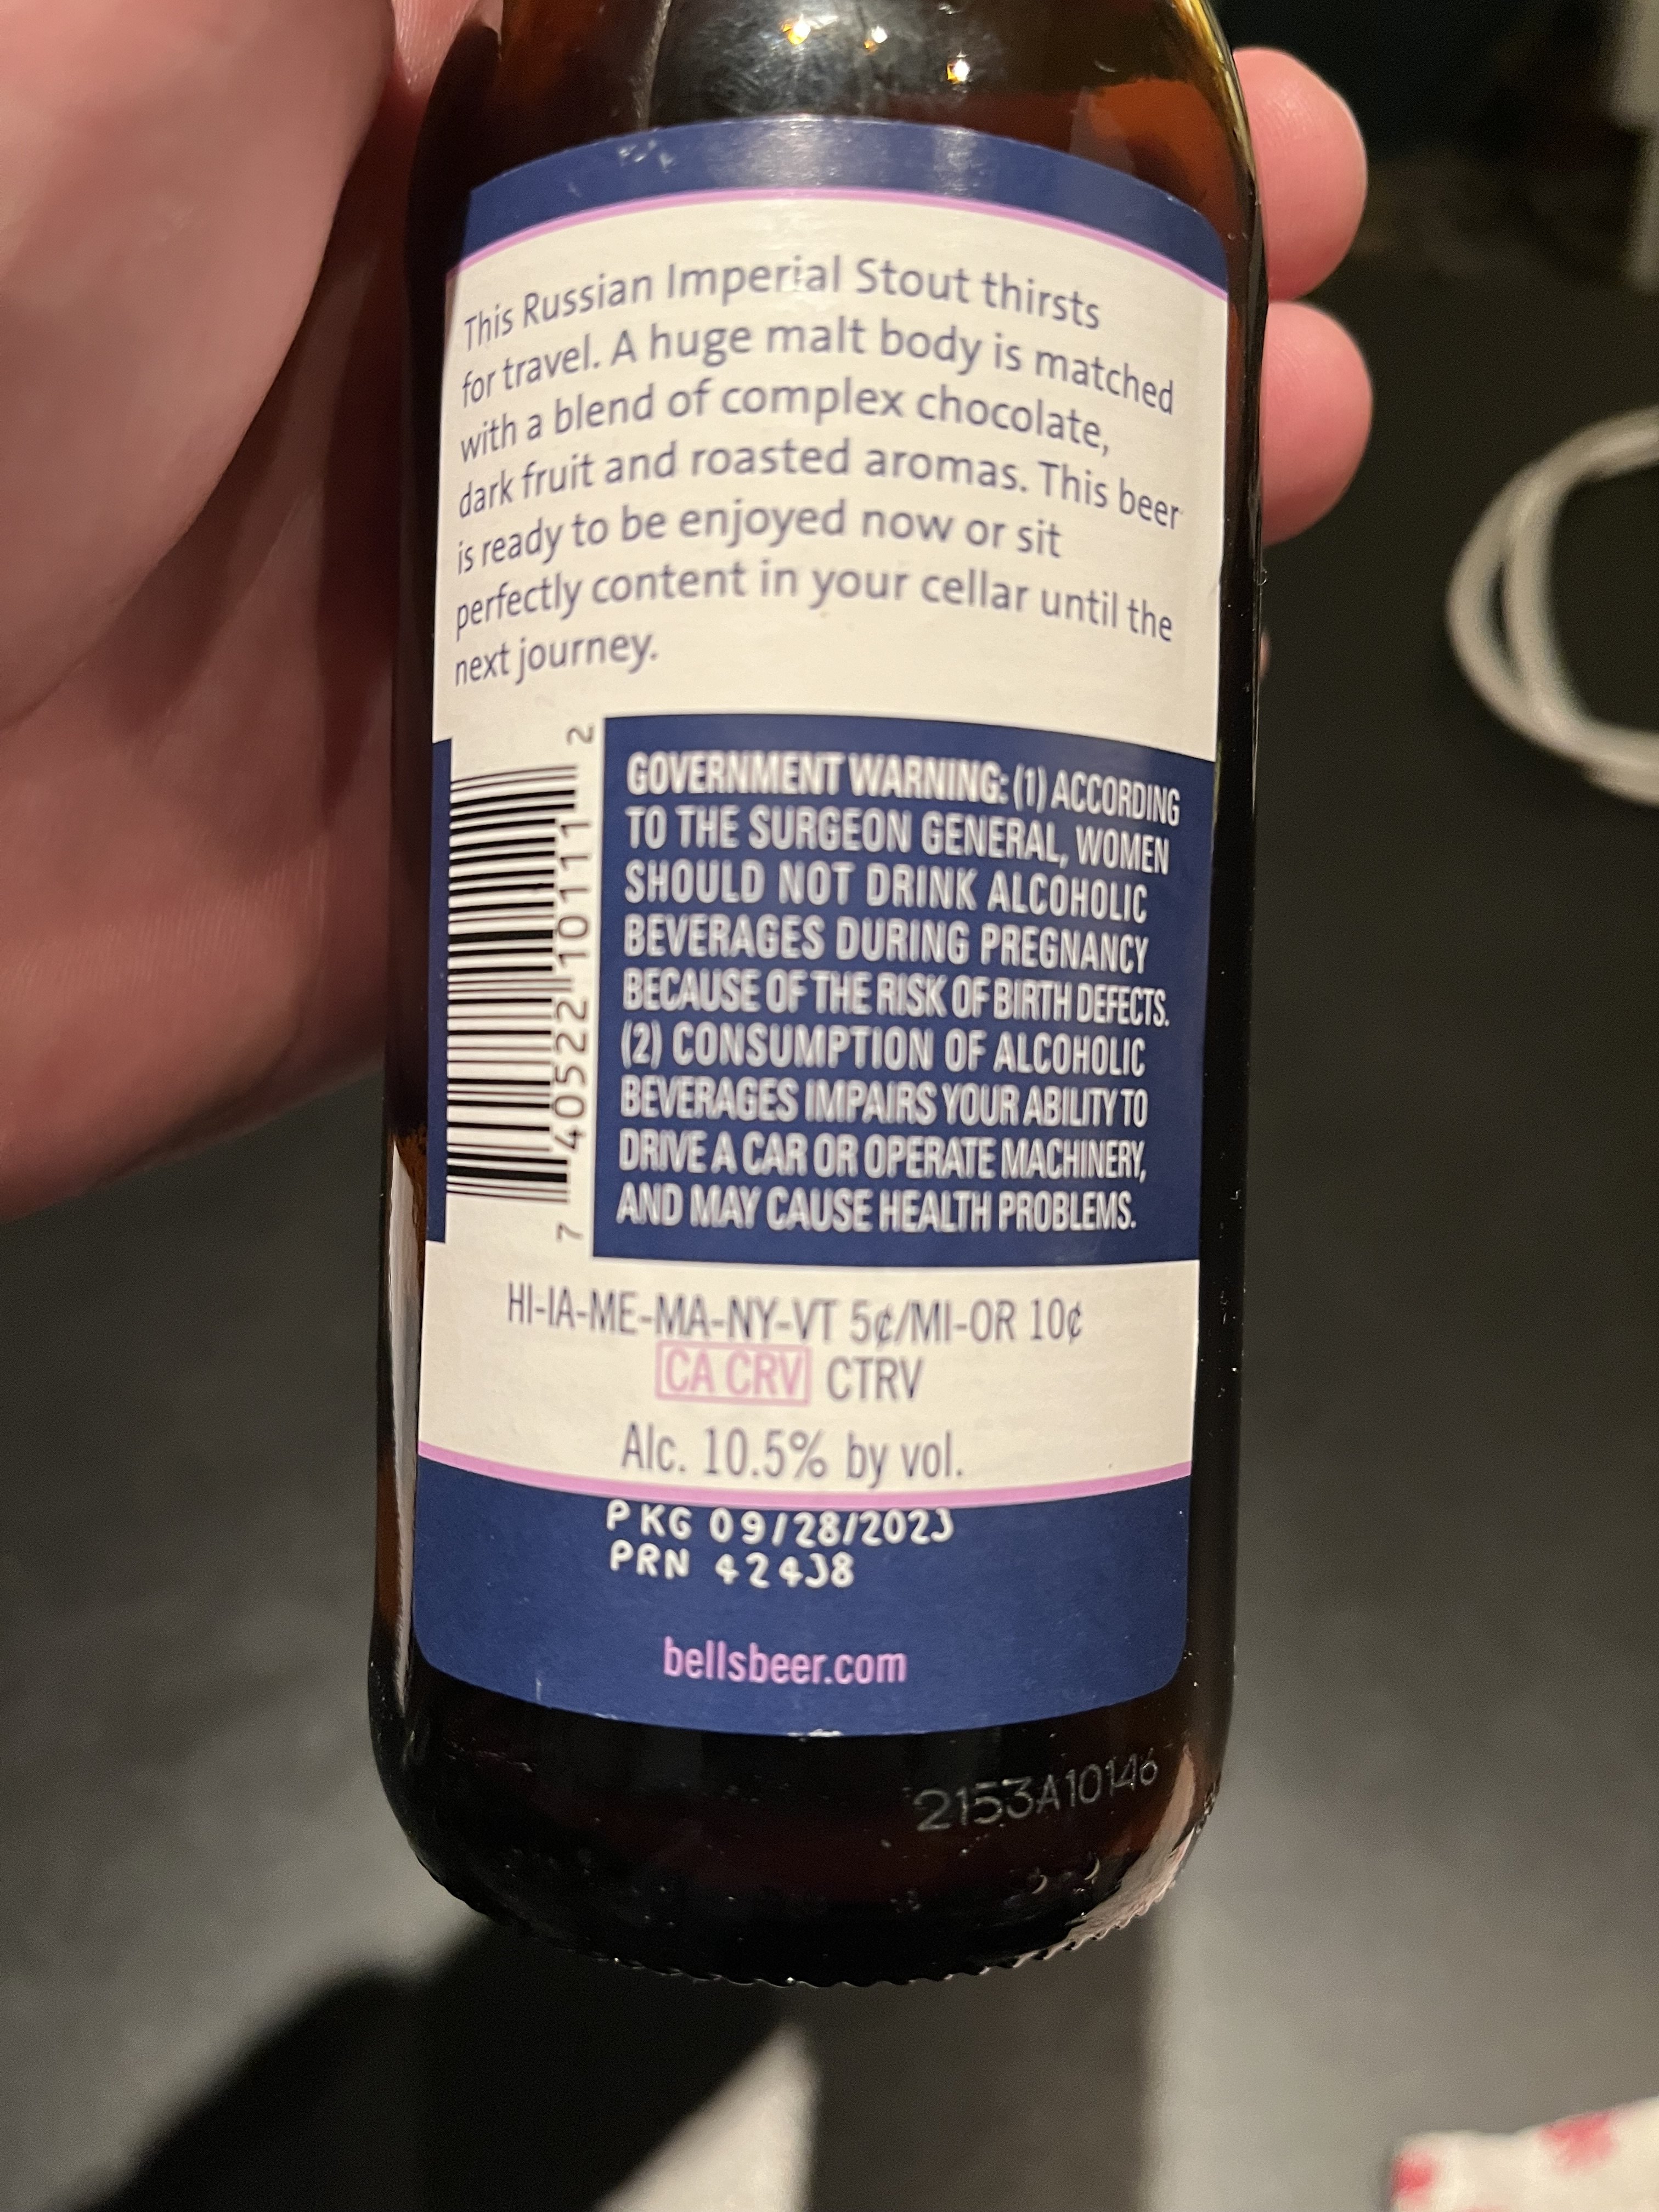 This Russian Imperial Stout thirsts
for travel. A huge malt body is matched
with a blend of complex chocolate,
dark fruit and roasted aromas. This beer
is ready to be enjoyed now or sit
perfectly content in your cellar until the
next journey.
7 40522 10111 2
GOVERNMENT WARNING: (1) ACCORDING
TO THE SURGEON GENERAL, WOMEN
SHOULD NOT DRINK ALCOHOLIC
BEVERAGES DURING PREGNANCY
BECAUSE OF THE RISK OF BIRTH DEFECTS.
(2) CONSUMPTION OF ALCOHOLIC
BEVERAGES IMPAIRS YOUR ABILITY TO
DRIVE A CAR OR OPERATE MACHINERY,
AND MAY CAUSE HEALTH PROBLEMS.
HI-IA-ME-MA-NY-VT 5¢/MI-OR 10¢
CA CRV CTRV
Alc. 10.5% by vol.
PKG 09/28/2023
PRN 42438
bellsbeer.com
2153A10146